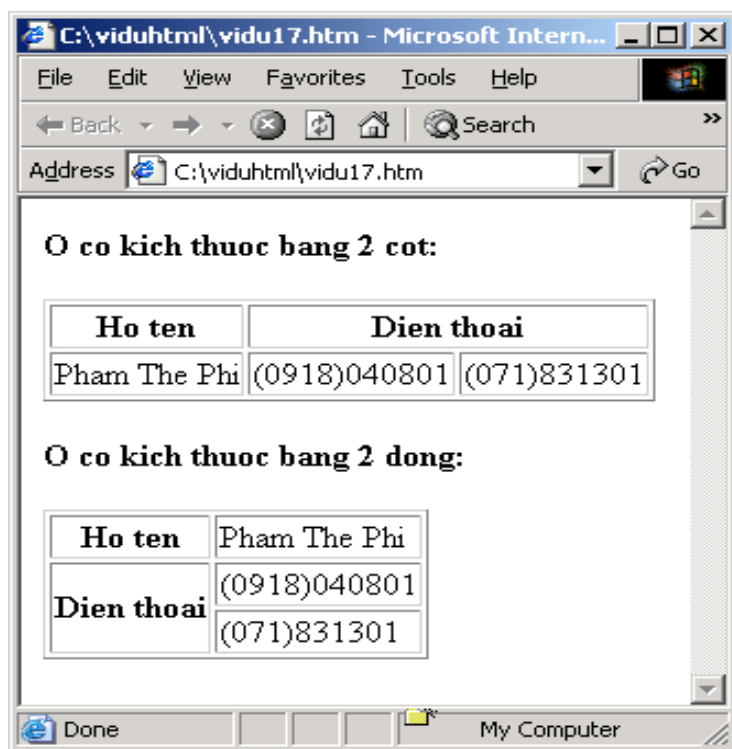 C:\viduhtml\vidu17.htm - Microsoft Intern...
File Edit View Favorites Tools Help
Back Search »
Address C:\viduhtml\vidu17.htm Go
O co kich thuoc bang 2 cot:
Ho ten Dien thoai
Pham The Phi (0918)040801 (071)831301
O co kich thuoc bang 2 dong:
Ho ten Pham The Phi
Dien thoai (0918)040801
(071)831301
Done My Computer